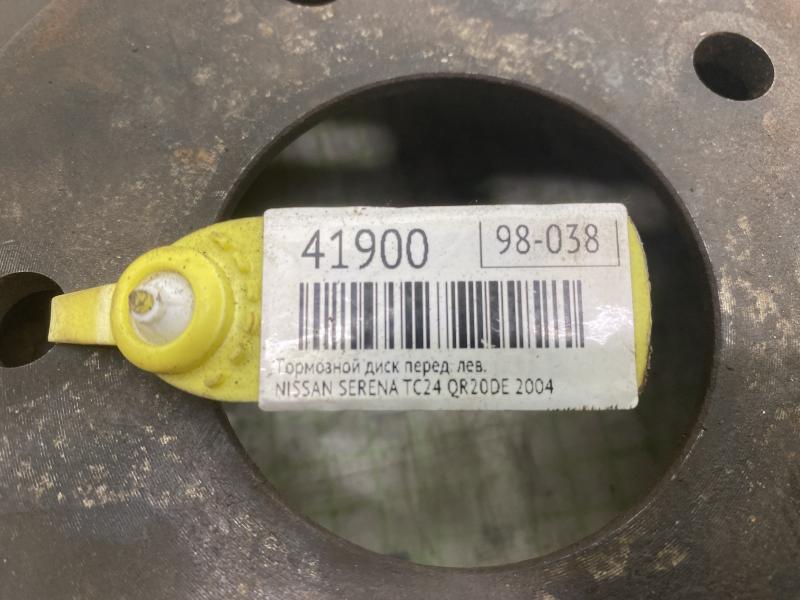 41900
98-038
Тормозной диск перед. лев.
NISSAN SERENA TC24 QR20DE 2004